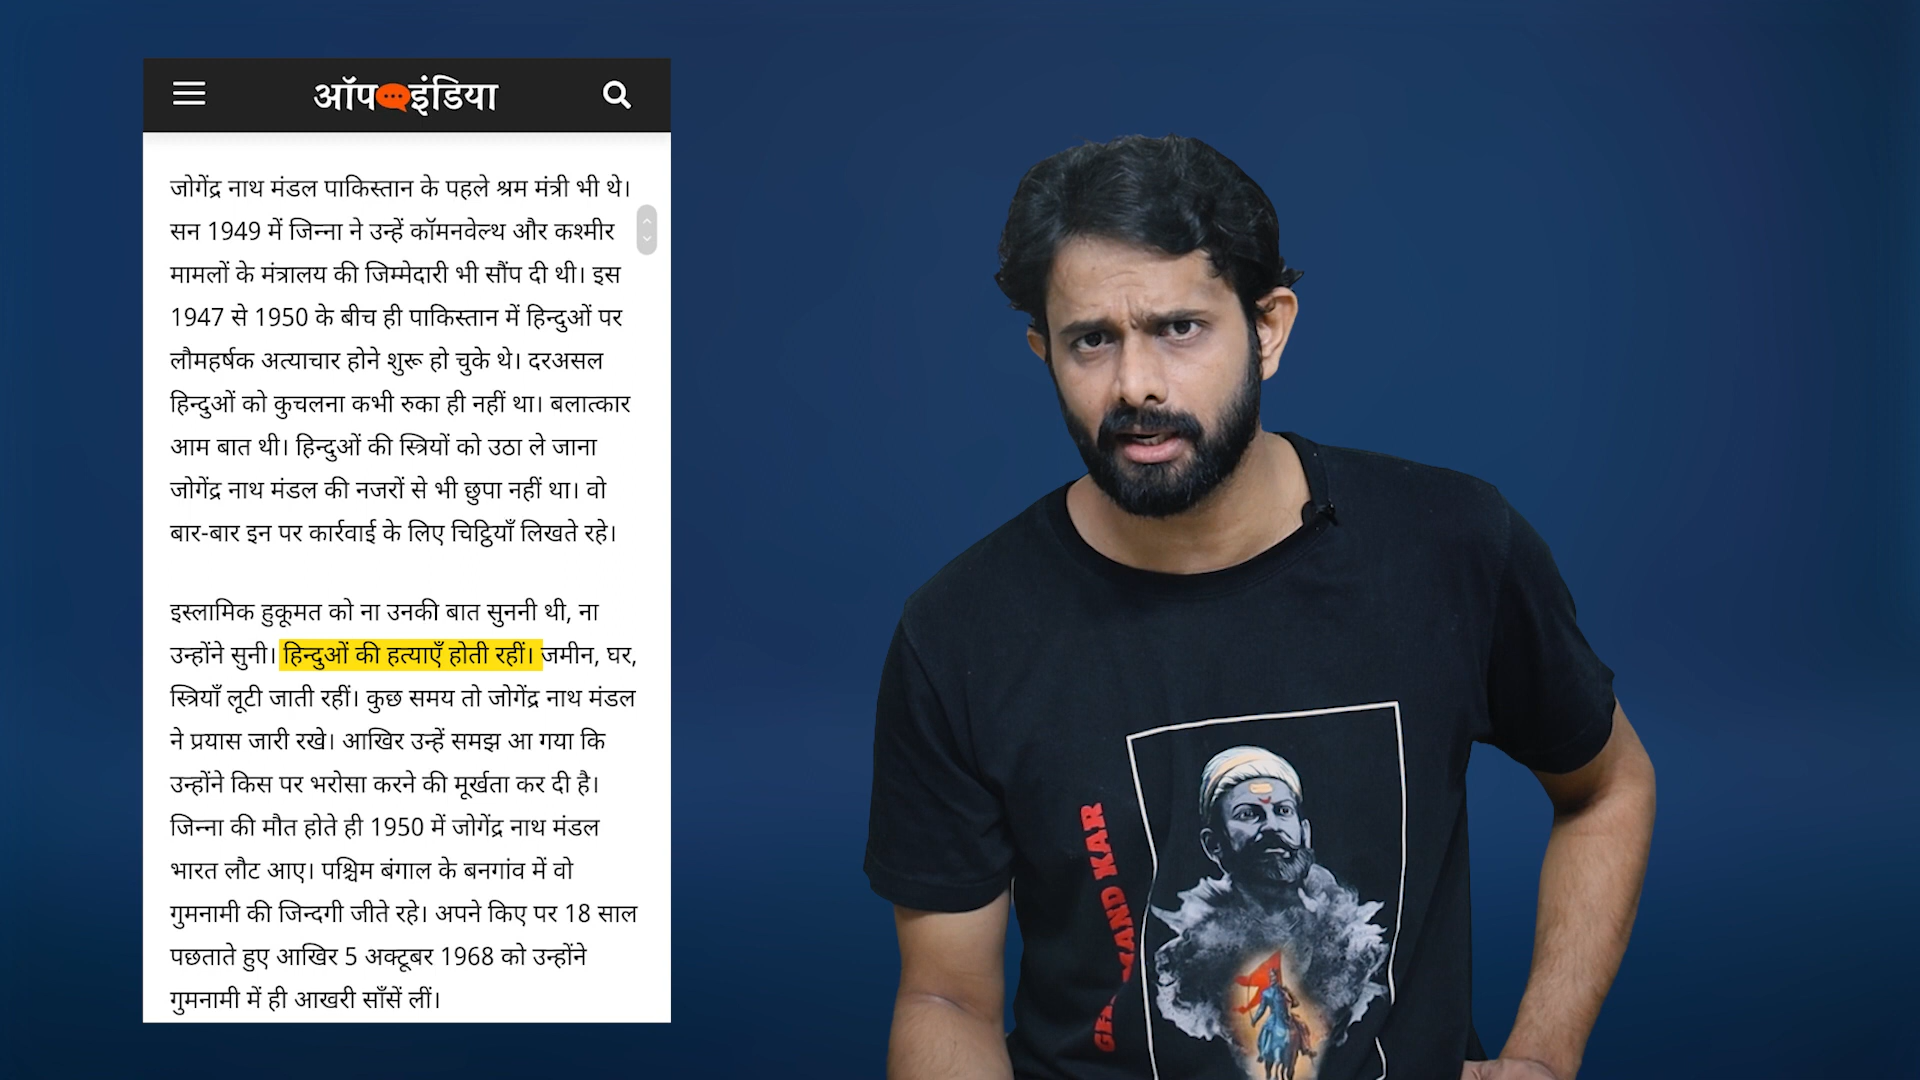 ऑपइंडिया
जोगेंद्र नाथ मंडल पाकिस्तान के पहले श्रम मंत्री भी थे।
सन 1949 में जिन्ना ने उन्हें कॉमनवेल्थ और कश्मीर
मामलों के मंत्रालय की जिम्मेदारी भी सौंप दी थी। इस
1947 से 1950 के बीच ही पाकिस्तान में हिन्दुओं पर
लौमहर्षक अत्याचार होने शुरू हो चुके थे। दरअसल
हिन्दुओं को कुचलना कभी रुका ही नहीं था। बलात्कार
आम बात थी। हिन्दुओं की स्त्रियों को उठा ले जाना
जोगेंद्र नाथ मंडल की नजरों से भी छुपा नहीं था। वो
बार-बार इन पर कार्रवाई के लिए चिट्ठियाँ लिखते रहे।
इस्लामिक हुकूमत को ना उनकी बात सुननी थी, ना
उन्होंने सुनी। हिन्दुओं की हत्याएँ होती रहीं। जमीन, घर,
स्त्रियाँ लूटी जाती रहीं। कुछ समय तो जोगेंद्र नाथ मंडल
ने प्रयास जारी रखे। आखिर उन्हें समझ आ गया कि
उन्होंने किस पर भरोसा करने की मूर्खता कर दी है।
जिन्ना की मौत होते ही 1950 में जोगेंद्र नाथ मंडल
भारत लौट आए। पश्चिम बंगाल के बनगांव में वो
गुमनामी की जिन्दगी जीते रहे। अपने किए पर 18 साल
पछताते हुए आखिर 5 अक्टूबर 1968 को उन्होंने
गुमनामी में ही आखरी साँसें लीं।
KAR